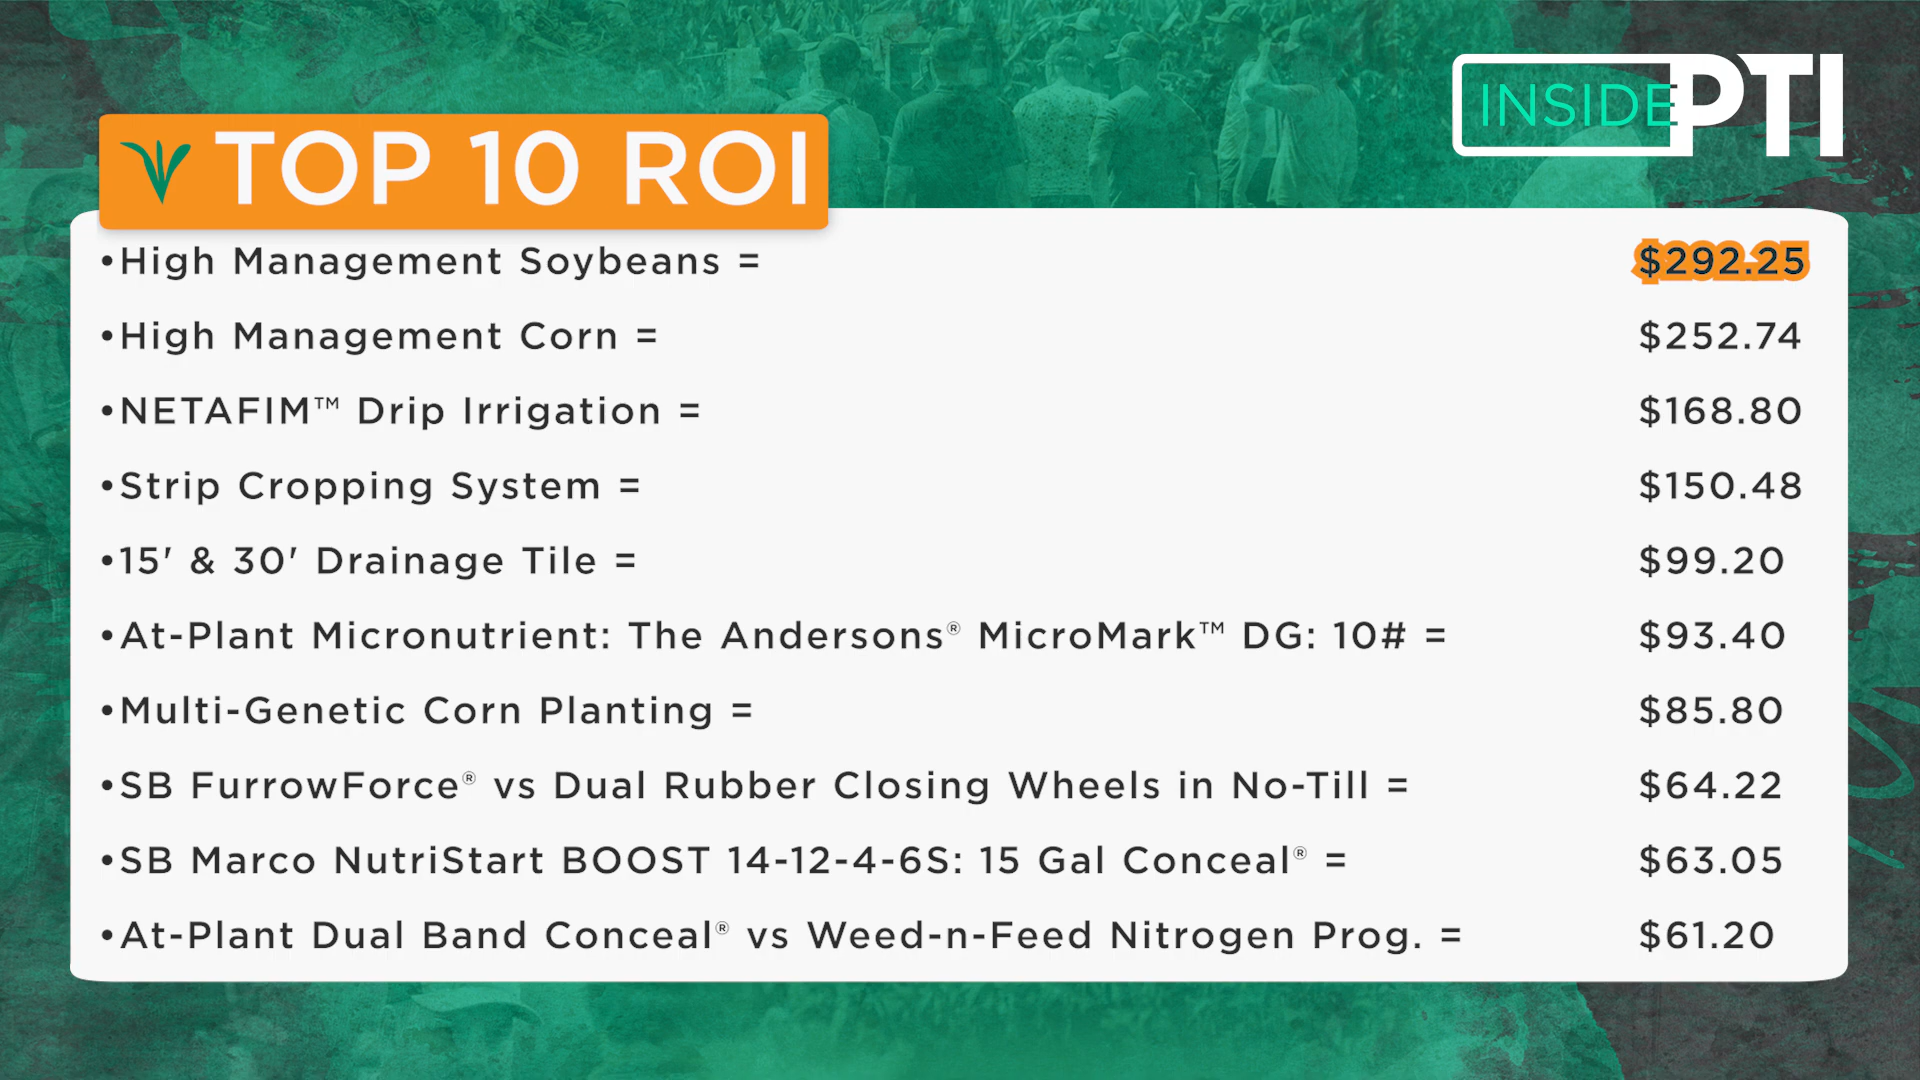 INSIDE PTI
TOP 10 ROI
•High Management Soybeans = $292.25
•High Management Corn = $252.74
•NETAFIM™ Drip Irrigation = $168.80
•Strip Cropping System = $150.48
•15' & 30' Drainage Tile = $99.20
•At-Plant Micronutrient: The Andersons® MicroMark™ DG: 10# = $93.40
•Multi-Genetic Corn Planting = $85.80
•SB FurrowForce® vs Dual Rubber Closing Wheels in No-Till = $64.22
•SB Marco NutriStart BOOST 14-12-4-6S: 15 Gal Conceal® = $63.05
•At-Plant Dual Band Conceal® vs Weed-n-Feed Nitrogen Prog. = $61.20